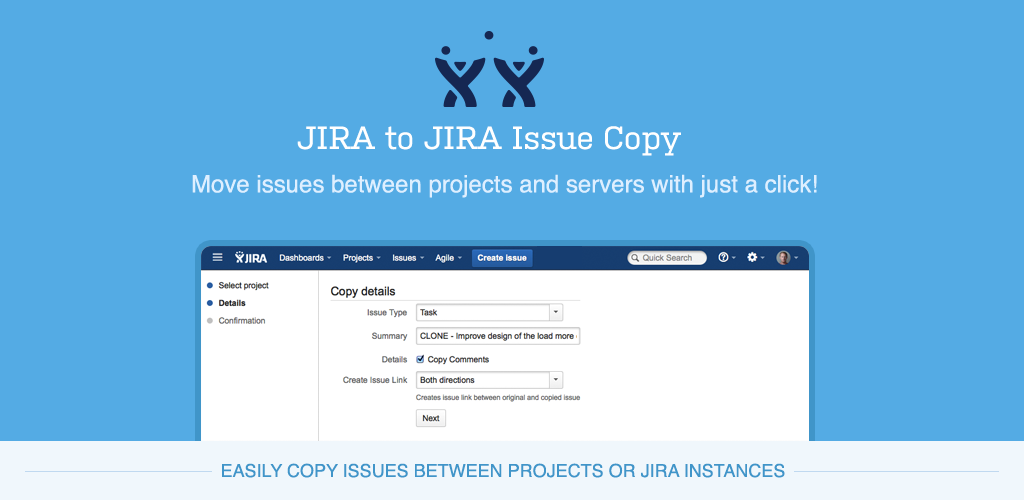 JIRA to JIRA Issue Copy
Move issues between projects and servers with just a click!
JIRA Dashboards Projects Issues Agile Create issue Quick Search
Select project
Details
Confirmation
Copy details
Issue Type Task
Summary CLONE - Improve design of the load more
Details Copy Comments
Create Issue Link Both directions
Creates issue link between original and copied issue
Next
EASILY COPY ISSUES BETWEEN PROJECTS OR JIRA INSTANCES